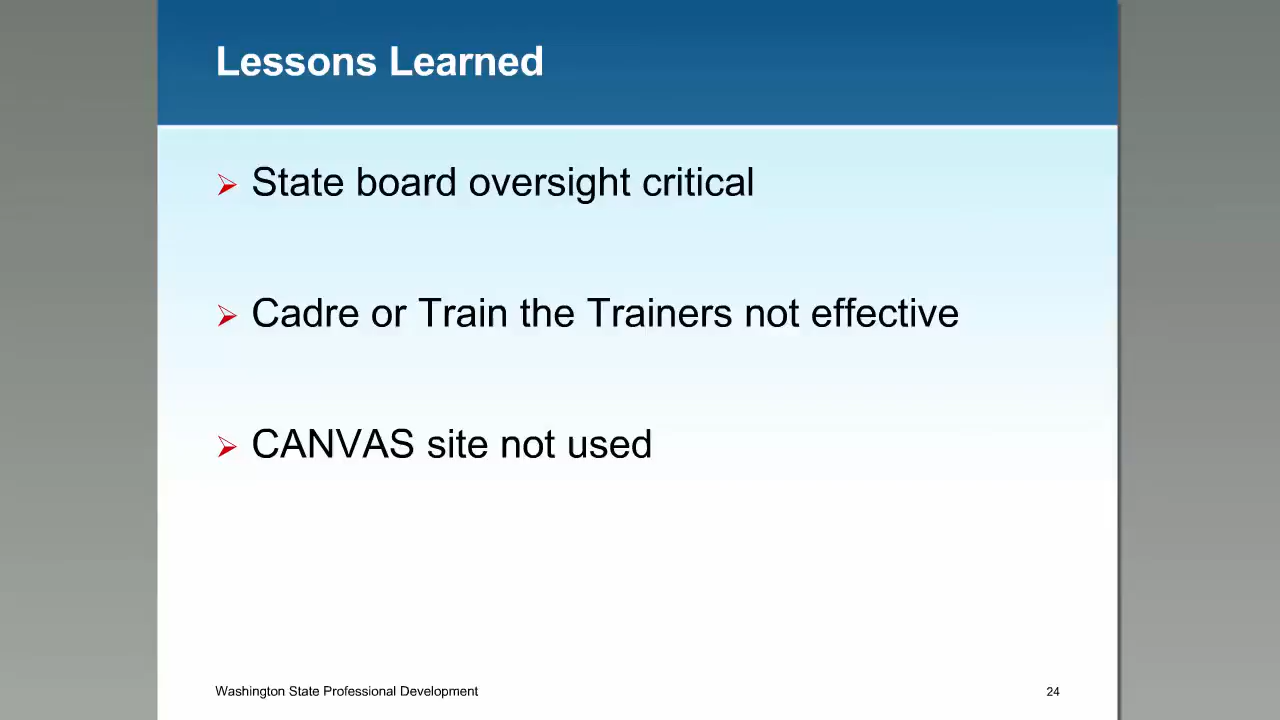 Lessons Learned
State board oversight critical
Cadre or Train the Trainers not effective
CANVAS site not used
Washington State Professional Development
24